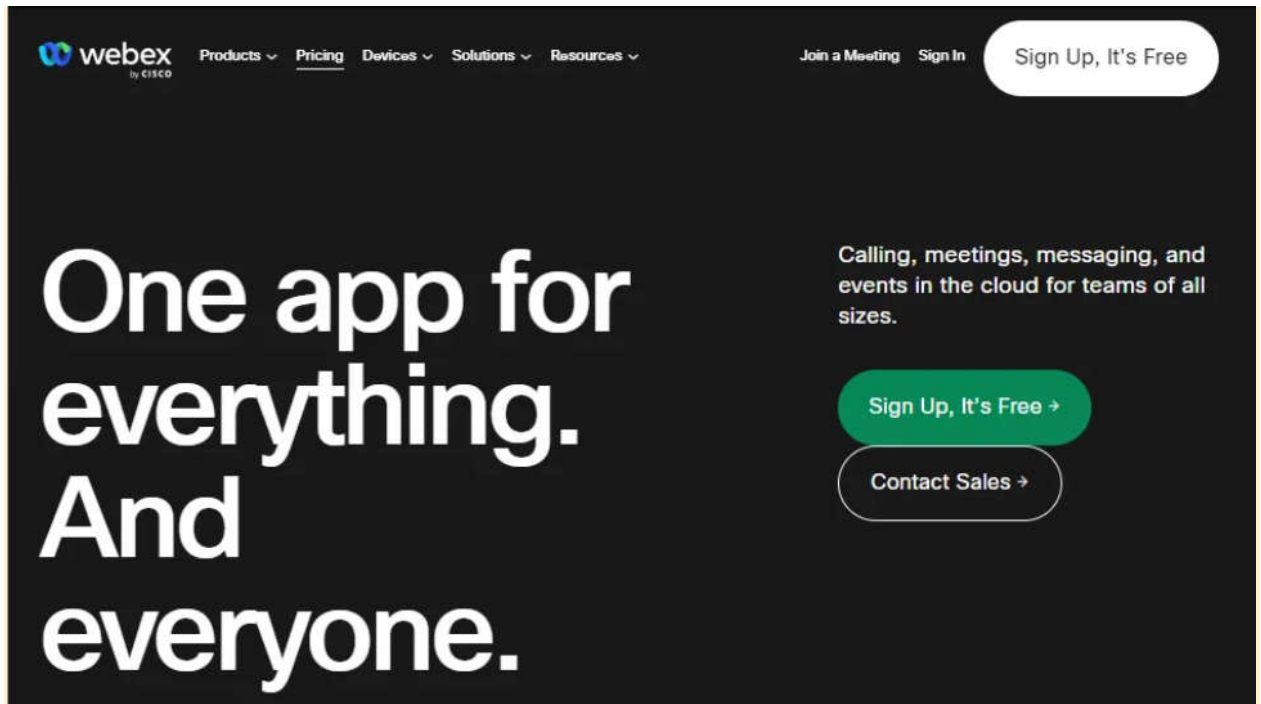 webex
by CISCO
Products Pricing Devices Solutions Resources
Join a Meeting Sign In Sign Up, It's Free
One app for
everything.
And
everyone.
Calling, meetings, messaging, and
events in the cloud for teams of all
sizes.
Sign Up, It's Free →
Contact Sales →